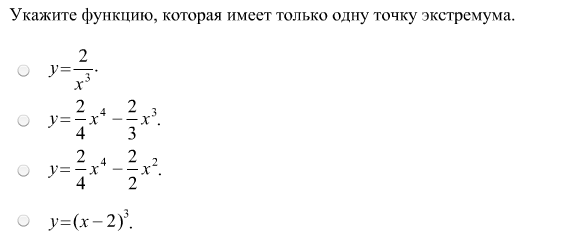 Укажите функцию, которая имеет только одну точку экстремума.
y=2/x³.
y=2/4x⁴−2/3x³.
y=2/4x⁴−2/2x².
y=(x−2)³.